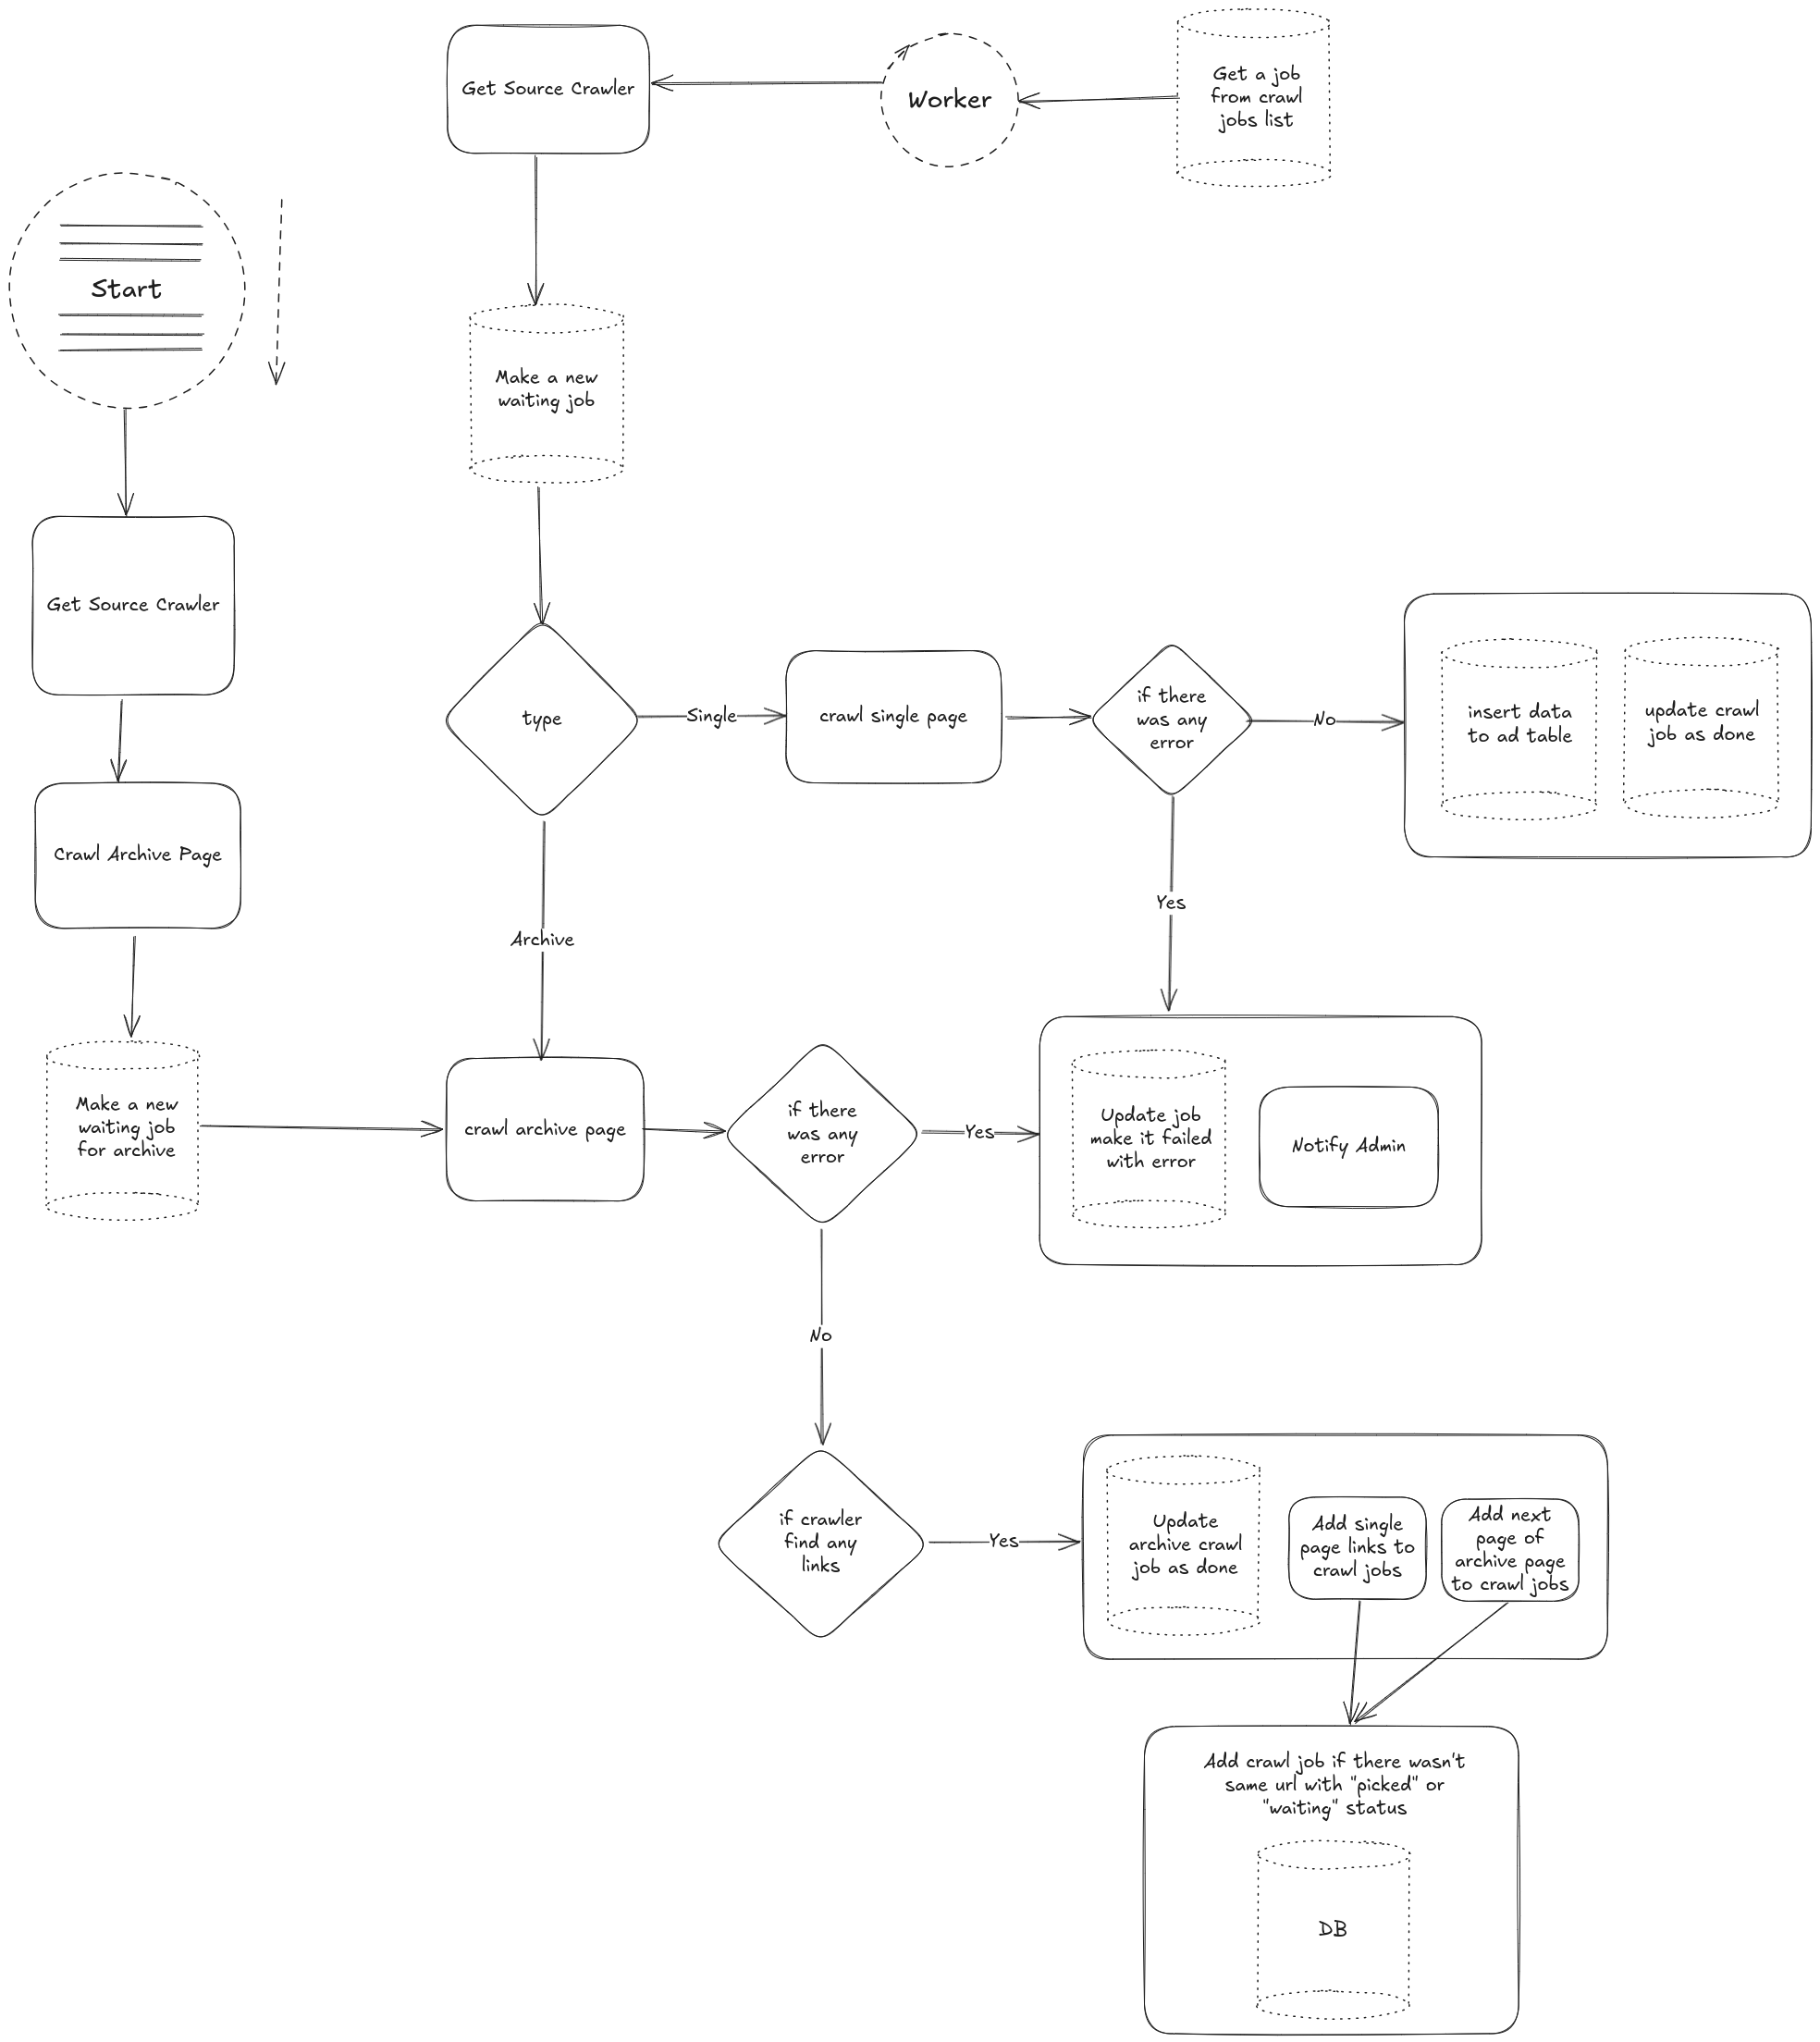 Get Source Crawler
Worker
Get a job
from crawl
jobs list
Start
Make a new
waiting job
Get Source Crawler
type
Single
crawl single page
if there
was any
error
No
insert data
to ad table
update crawl
job as done
Crawl Archive Page
Yes
Archive
Make a new
waiting job
for archive
crawl archive page
if there
was any
error
Yes
Update job
make it failed
with error
Notify Admin
No
if crawler
find any
links
Yes
Update
archive crawl
job as done
Add single
page links to
crawl jobs
Add next
page of
archive page
to crawl jobs
Add crawl job if there wasn't
same url with "picked" or
"waiting" status
DB